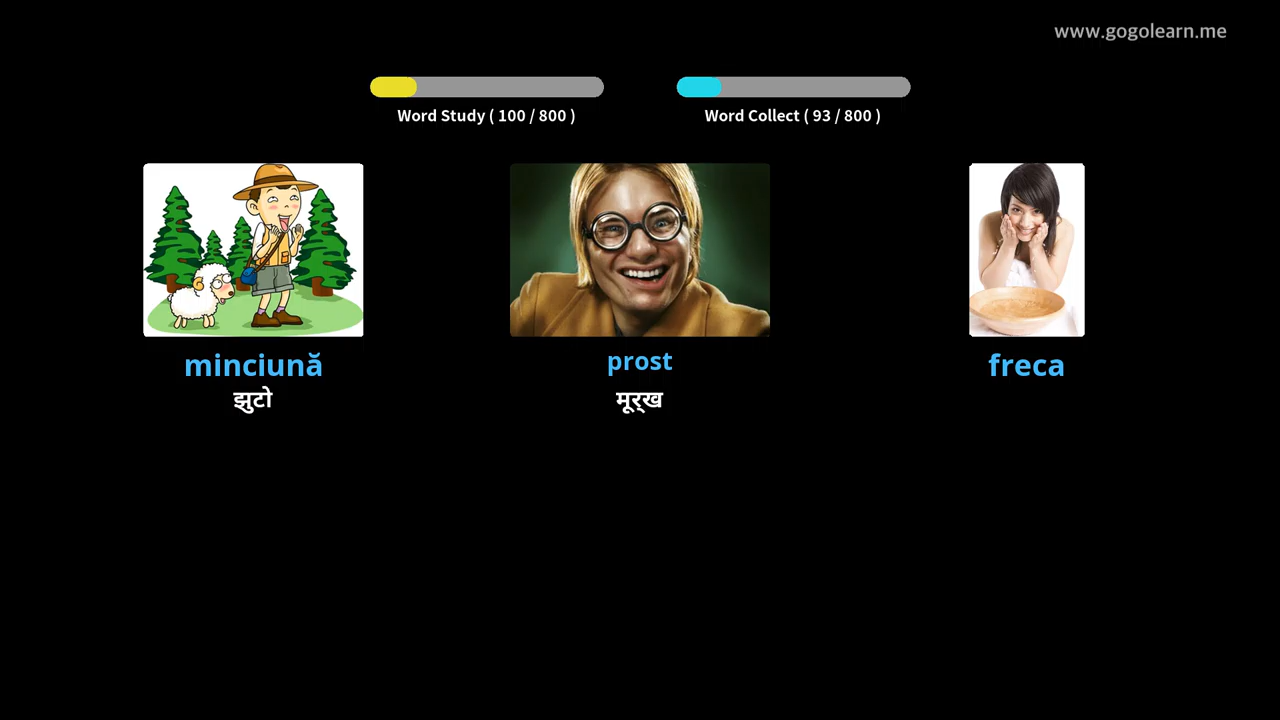 www.gogolearn.me
Word Study ( 100 / 800 )
Word Collect ( 93 / 800 )
minciună
prost
freca
झुटो
मूर्ख